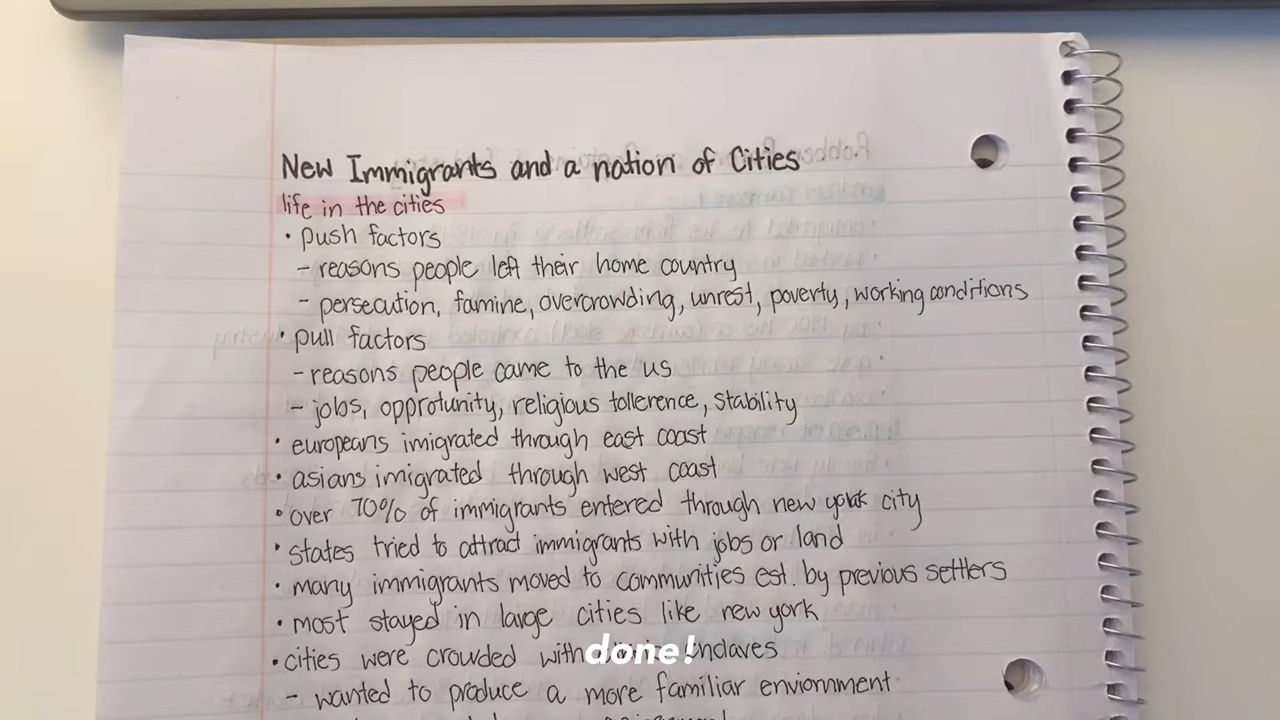 New Immigrants and a nation of Cities
life in the cities
• push factors
– reasons people left their home country
– persecution, famine, overcrowding, unrest, poverty, working conditions
• pull factors
– reasons people came to the us
– jobs, opprotunity, religious tollerence, stability
• europeans imigrated through east coast
• asians imigrated through west coast
• over 70% of immigrants entered through new york city
• states tried to attract immigrants with jobs or land
• many immigrants moved to communities est. by previous settlers
• most stayed in large cities like new york
• cities were crowded with enclaves
done!
– wanted to produce a more familiar enviornment